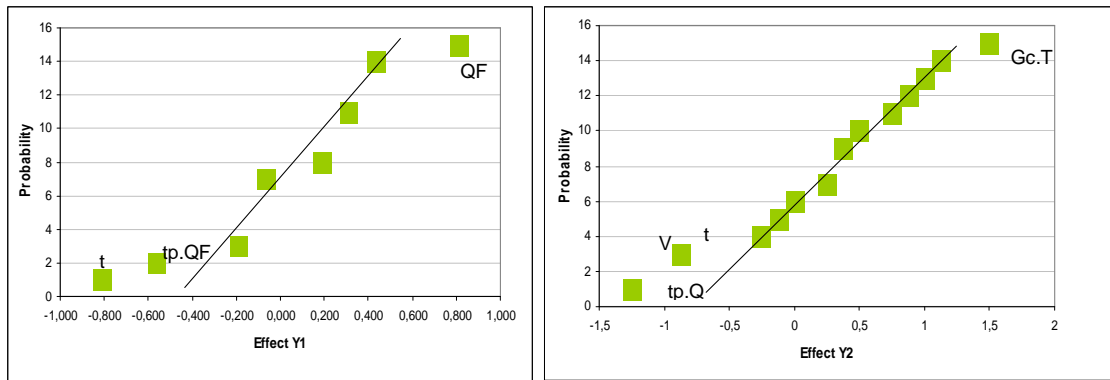 16
14
12
10
8
6
4
2
0
Probability
QF
tp.QF
t
-1,000 -0,800 -0,600 -0,400 -0,200 0,000 0,200 0,400 0,600 0,800 1,000
Effect Y1
16
14
12
10
8
6
4
2
0
Probability
Gc.T
V t
tp.Q
-1,5 -1 -0,5 0 0,5 1 1,5 2
Effect Y2